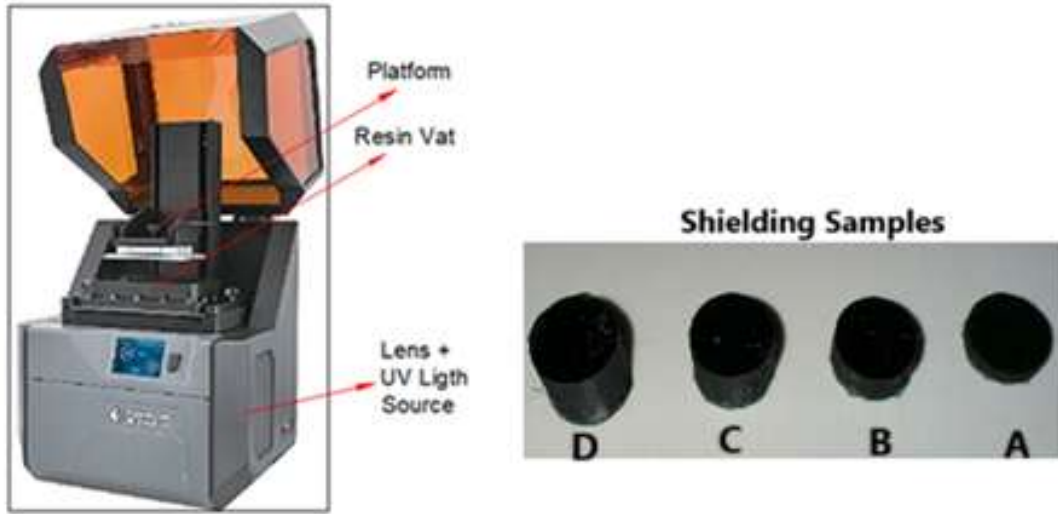 Platform
Resin Vat
Lens +
UV Ligth
Source
Shielding Samples
D
C
B
A